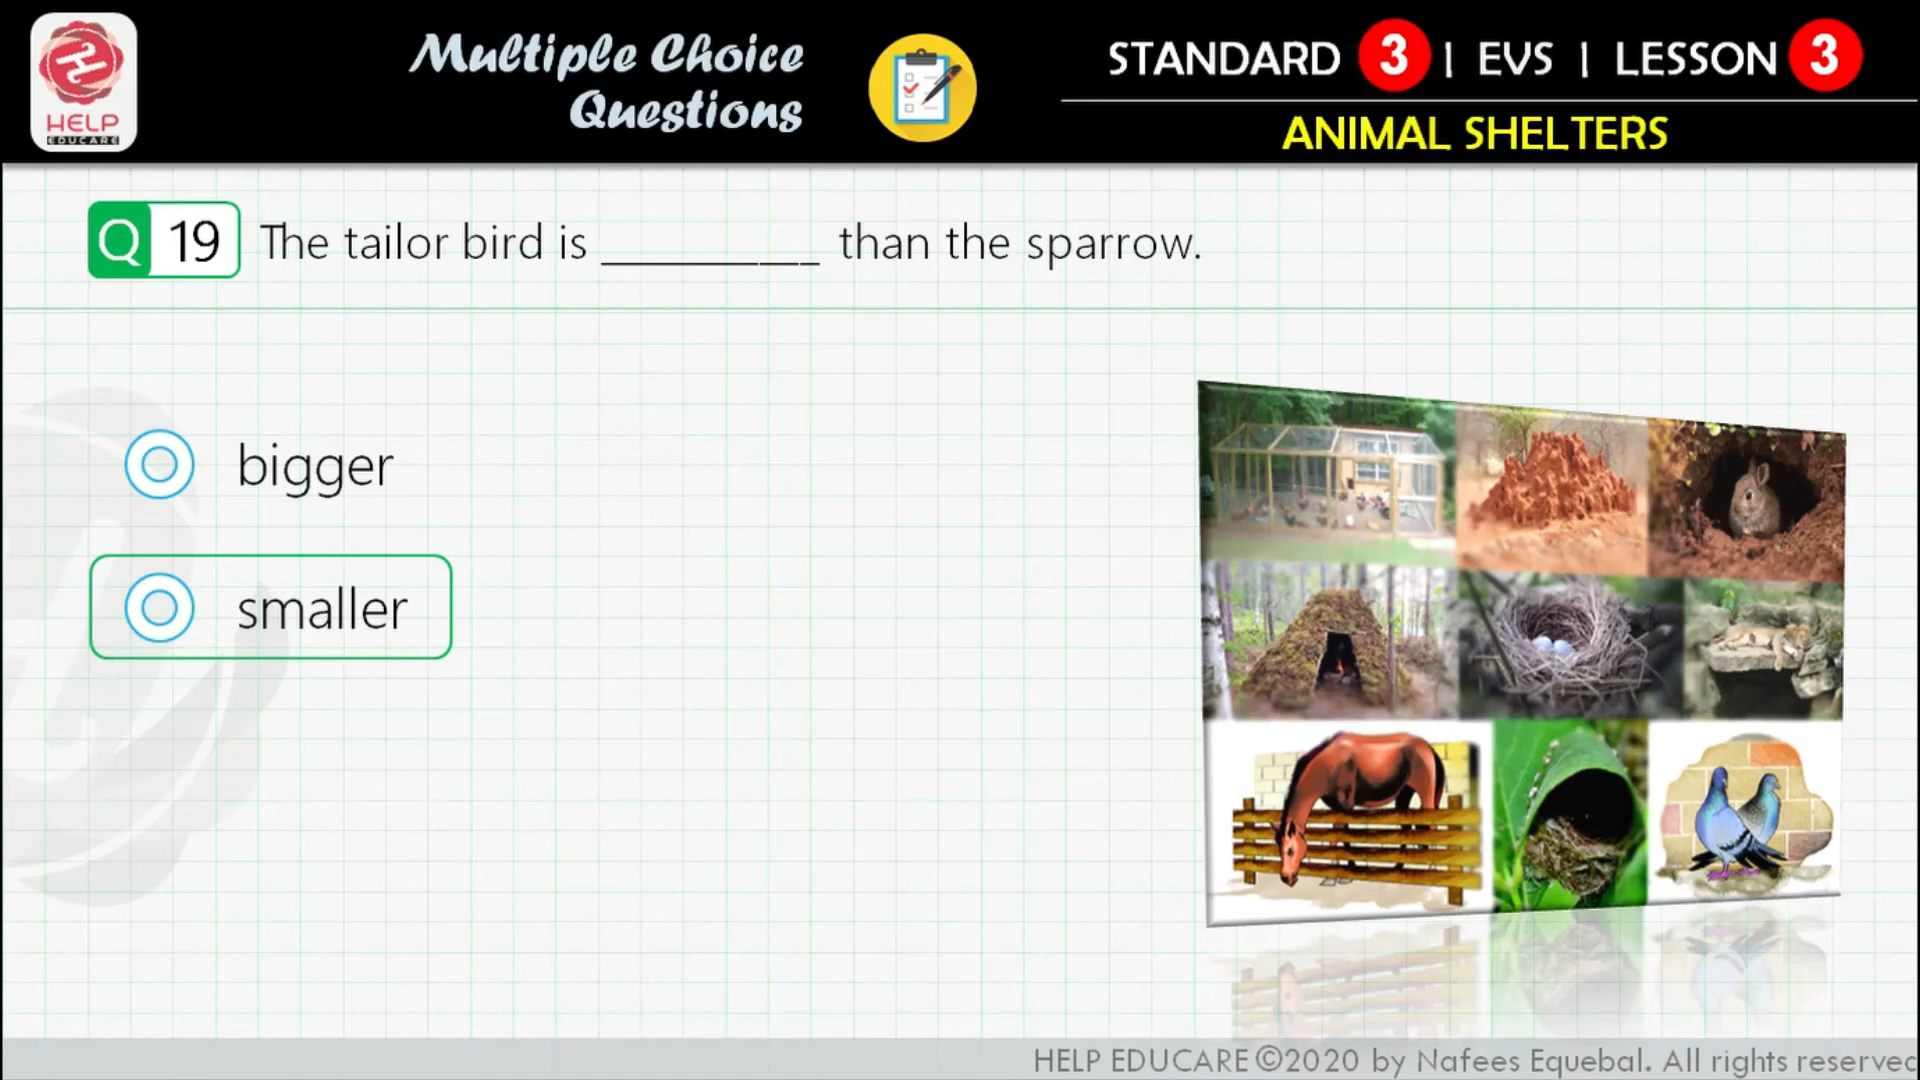 HELP
EDUCARE
Multiple Choice
Questions
STANDARD 3 | EVS | LESSON 3
ANIMAL SHELTERS
Q 19 The tailor bird is __________ than the sparrow.
bigger
smaller
HELP EDUCARE ©2020 by Nafees Equebal. All rights reserved